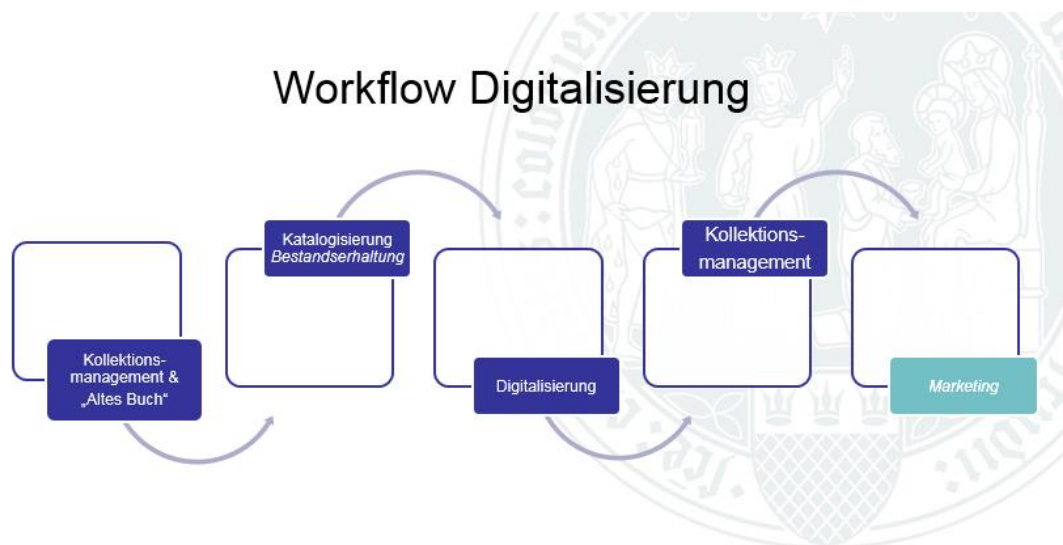 Workflow Digitalisierung
Kollektions-
management &
„Altes Buch“
Katalogisierung
Bestandserhaltung
Digitalisierung
Kollektions-
management
Marketing